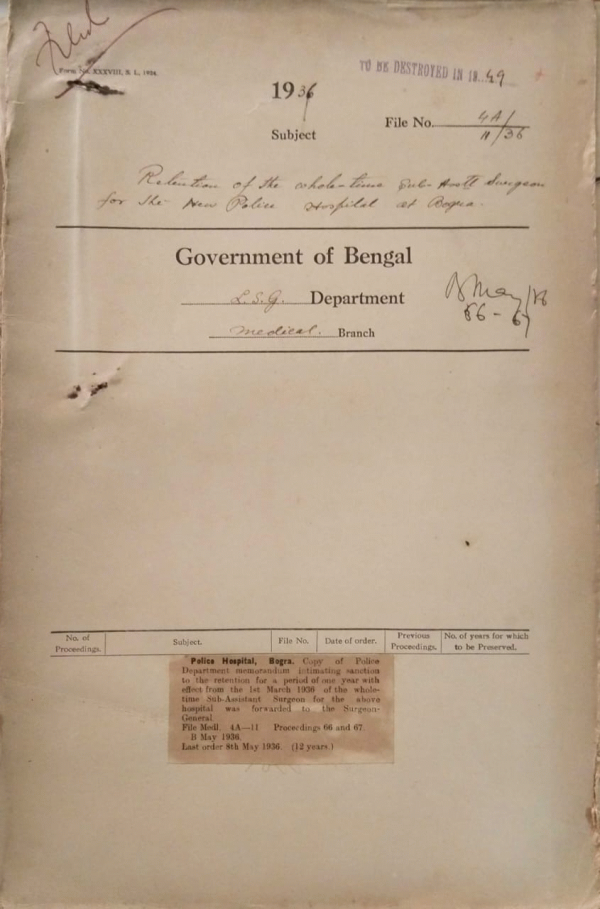 Filed
Form No. XXXVIII, S. L., 1936.
TO BE DESTROYED IN 19 49
1936
File No. 4A/
11/36
Subject
Retention of the whole-time Sub-Asstt Surgeon
for the New Police Hospital at Bogra.
Government of Bengal
L.S.G. Department
Medical. Branch
B May/36
66-67
No. of
Proceedings.
Subject.
File No.
Date of order.
Previous
Proceedings.
No. of years for which
to be Preserved.
Police Hospital, Bogra. Copy of Police
Department memorandum intimating sanction
to the retention for a period of one year with
effect from the 1st March 1936 of the whole-
time Sub-Assistant Surgeon for the above
hospital was forwarded to the Surgeon-
General.
File Medl. 4A—11 Proceedings 66 and 67.
B May 1936.
Last order 8th May 1936. (12 years.)